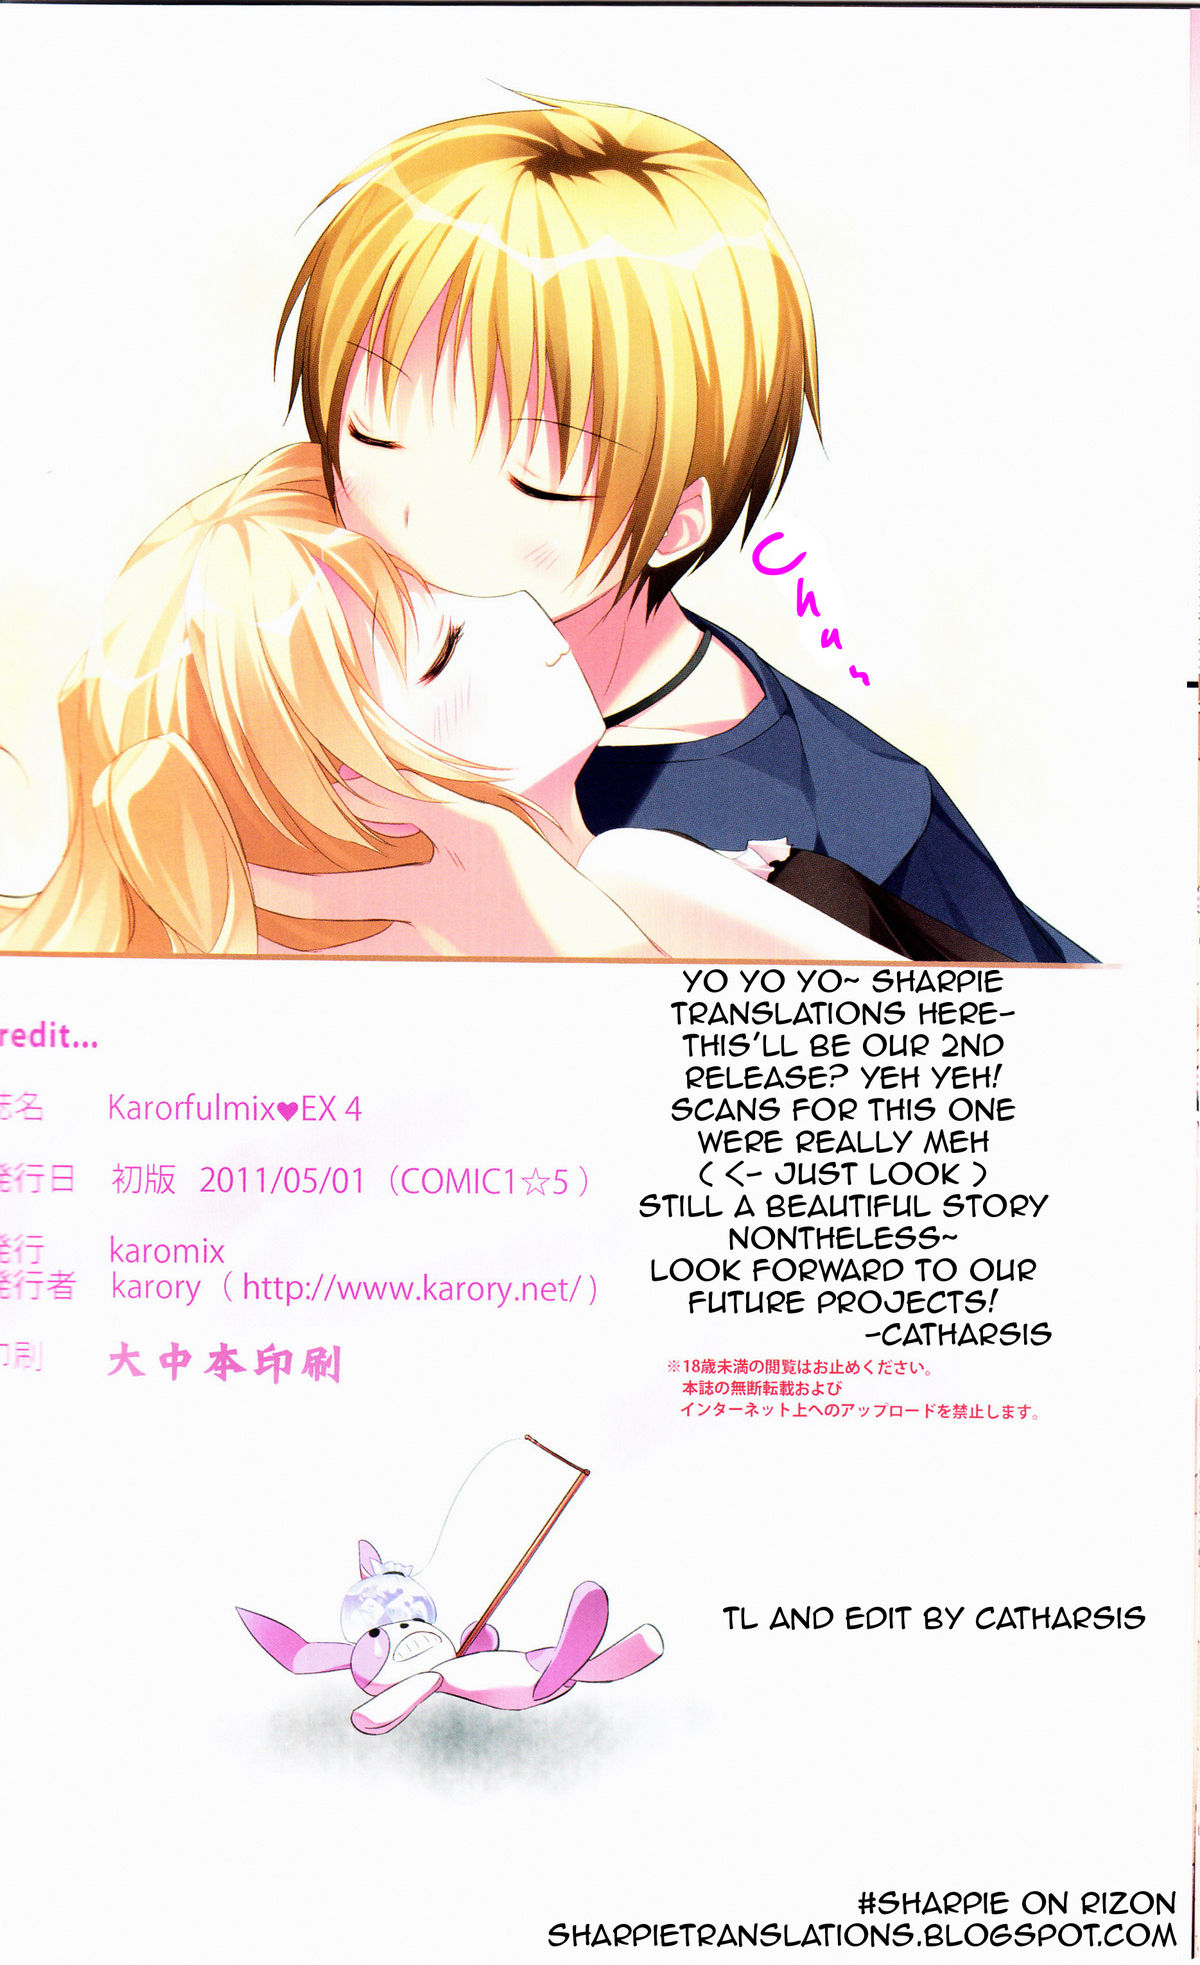 Chu~
YO YO YO~ SHARPIE
TRANSLATIONS HERE-
THIS'LL BE OUR 2ND
RELEASE? YEH YEH!
SCANS FOR THIS ONE
WERE REALLY MEH
( <- JUST LOOK )
STILL A BEAUTIFUL STORY
NONTHELESS~
LOOK FORWARD TO OUR
FUTURE PROJECTS!
-CATHARSIS
redit...
誌名 Karorfulmix♥EX 4
発行日 初版 2011/05/01（COMIC1☆5）
発行 karomix
発行者 karory（http://www.karory.net/）
印刷 大中本印刷
※18歳未満の閲覧はお止めください。
本誌の無断転載および
インターネット上へのアップロードを禁止します。
TL AND EDIT BY CATHARSIS
#SHARPIE ON RIZON
SHARPIETRANSLATIONS.BLOGSPOT.COM